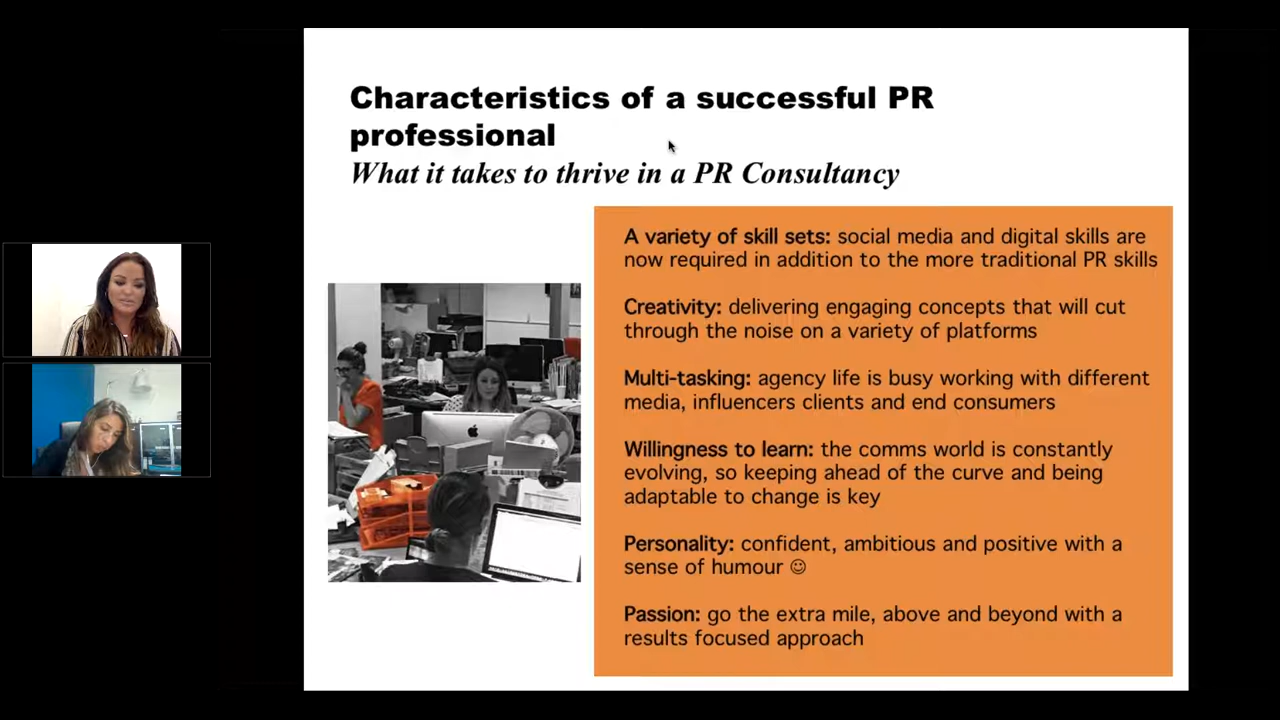 Characteristics of a successful PR
professional
What it takes to thrive in a PR Consultancy
A variety of skill sets: social media and digital skills are
now required in addition to the more traditional PR skills
Creativity: delivering engaging concepts that will cut
through the noise on a variety of platforms
Multi-tasking: agency life is busy working with different
media, influencers clients and end consumers
Willingness to learn: the comms world is constantly
evolving, so keeping ahead of the curve and being
adaptable to change is key
Personality: confident, ambitious and positive with a
sense of humour ☺
Passion: go the extra mile, above and beyond with a
results focused approach